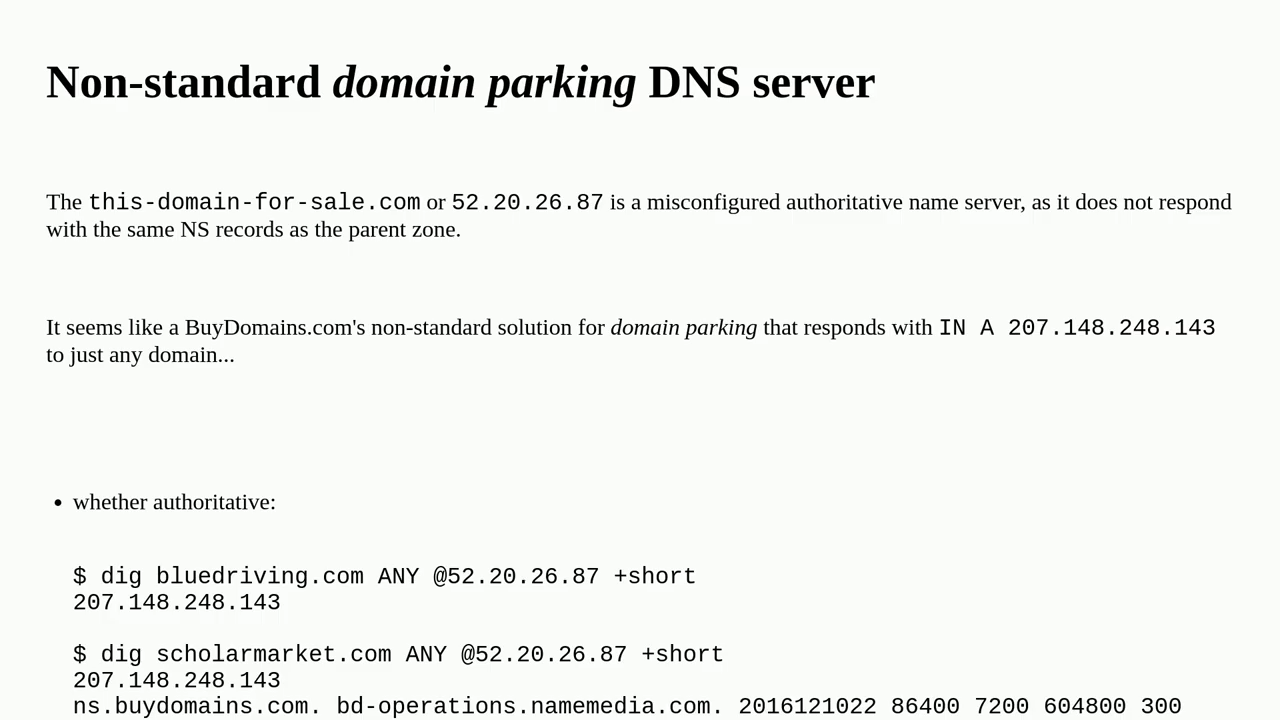 Non-standard domain parking DNS server
The this-domain-for-sale.com or 52.20.26.87 is a misconfigured authoritative name server, as it does not respond
with the same NS records as the parent zone.
It seems like a BuyDomains.com's non-standard solution for domain parking that responds with IN A 207.148.248.143
to just any domain...
• whether authoritative:
$ dig bluedriving.com ANY @52.20.26.87 +short
207.148.248.143
$ dig scholarmarket.com ANY @52.20.26.87 +short
207.148.248.143
ns.buydomains.com. bd-operations.namemedia.com. 2016121022 86400 7200 604800 300